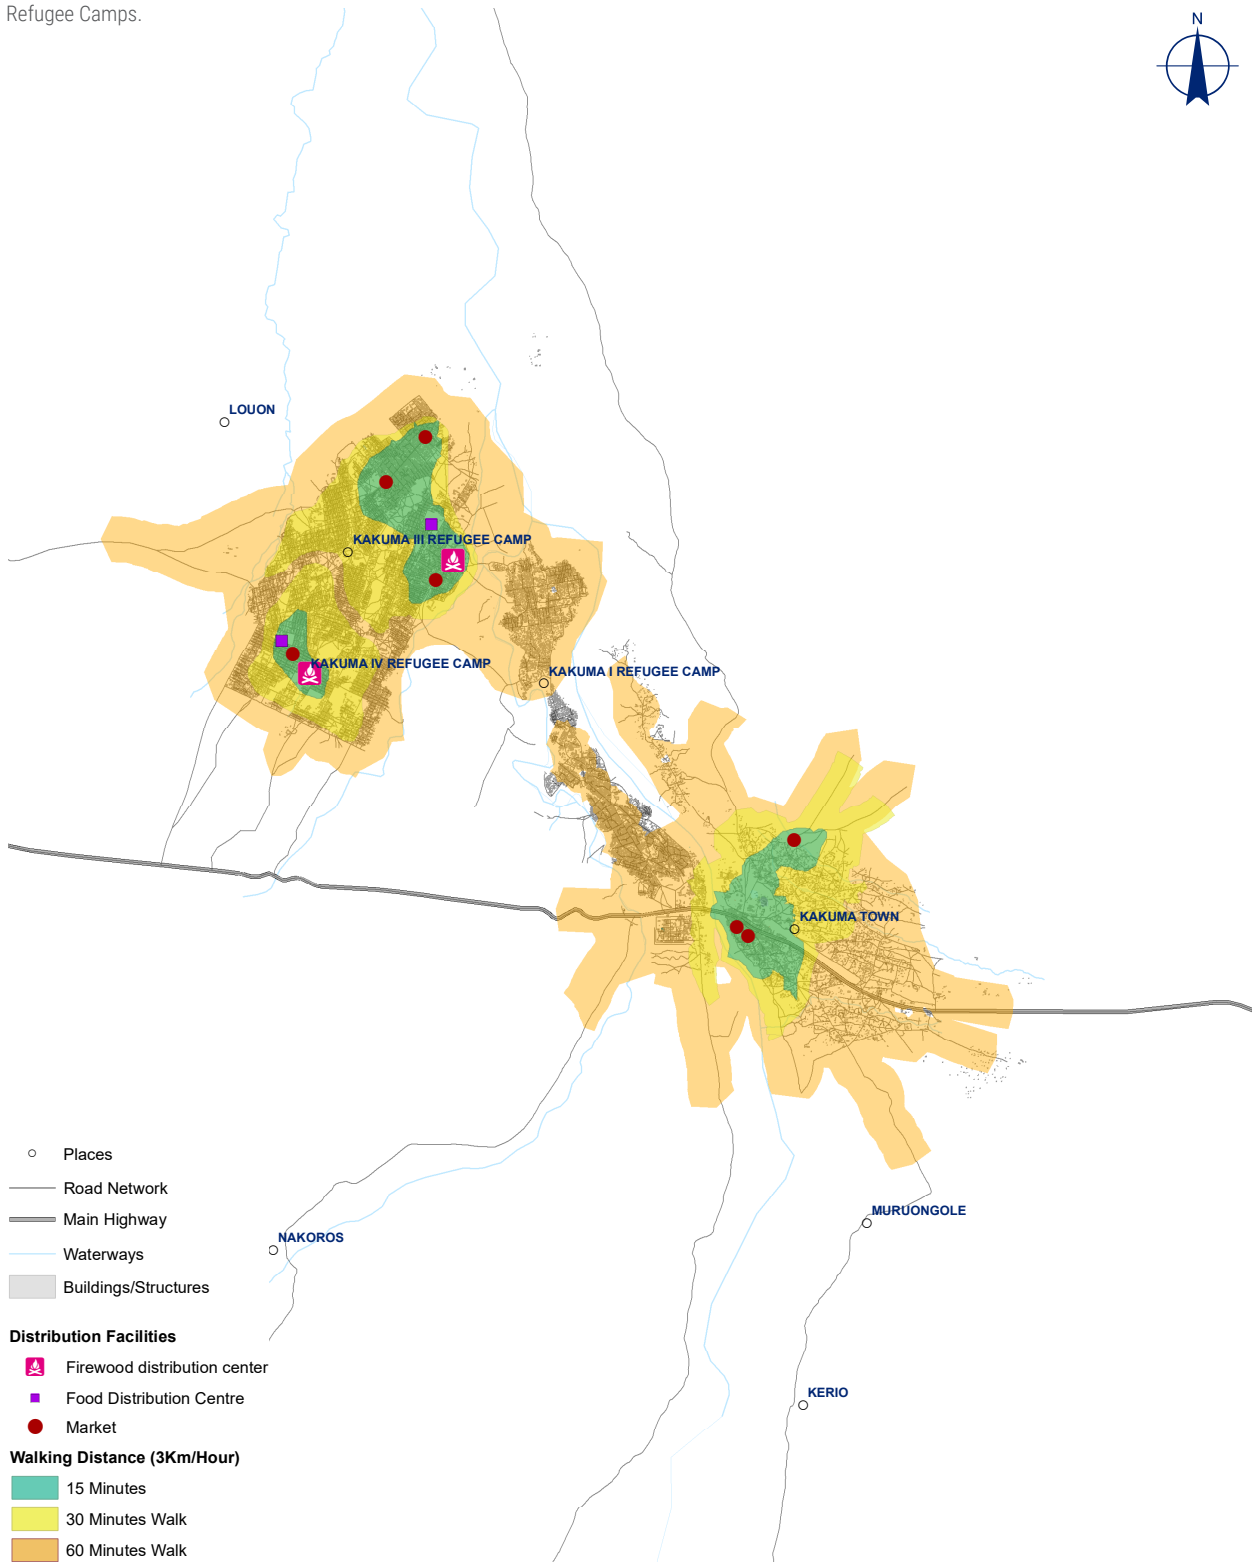 Refugee Camps.
N
LOUON
KAKUMA III REFUGEE CAMP
KAKUMA IV REFUGEE CAMP
KAKUMA I REFUGEE CAMP
KAKUMA TOWN
MURUONGOLE
NAKOROS
KERIO
Places
Road Network
Main Highway
Waterways
Buildings/Structures
Distribution Facilities
Firewood distribution center
Food Distribution Centre
Market
Walking Distance (3Km/Hour)
15 Minutes
30 Minutes Walk
60 Minutes Walk